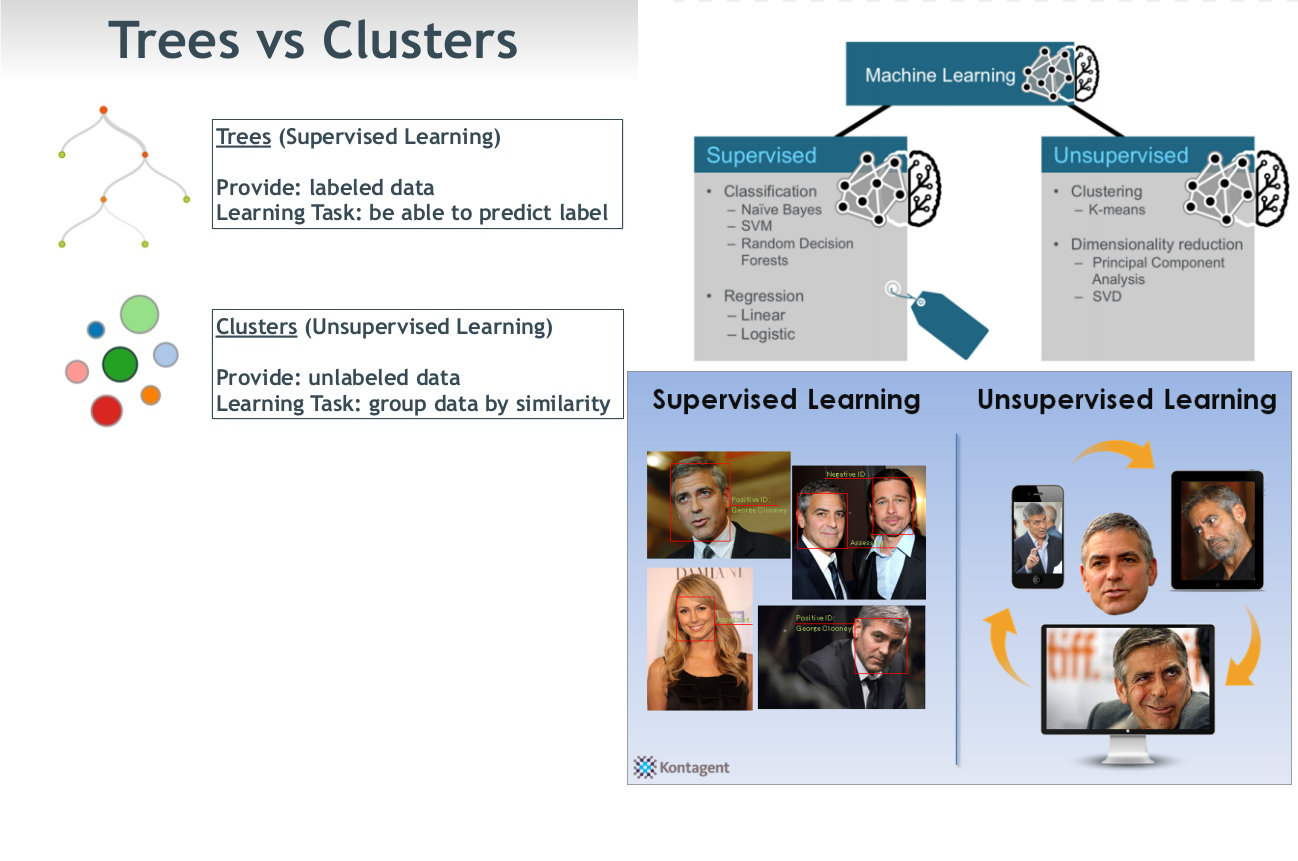 Trees vs Clusters
Trees (Supervised Learning)
Provide: labeled data
Learning Task: be able to predict label
Clusters (Unsupervised Learning)
Provide: unlabeled data
Learning Task: group data by similarity
Machine Learning
Supervised
• Classification
– Naïve Bayes
– SVM
– Random Decision
Forests
• Regression
– Linear
– Logistic
Unsupervised
• Clustering
– K-means
• Dimensionality reduction
– Principal Component
Analysis
– SVD
Supervised Learning
Positive ID:
George Clooney
Negative ID
DAMIANI
Positive ID:
George Clooney
Unsupervised Learning
tiff.
Kontagent